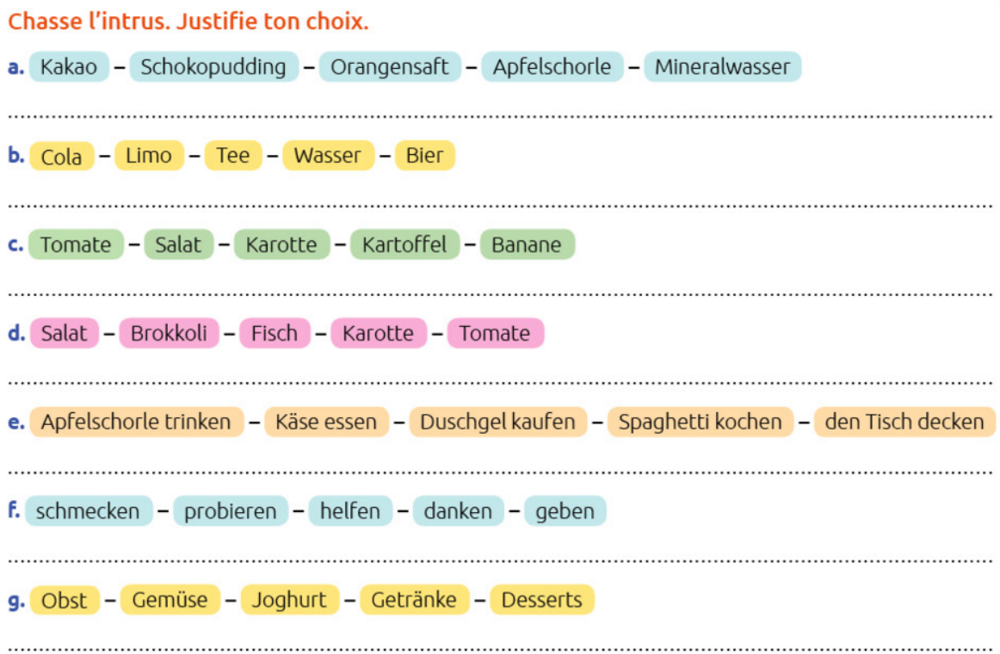 Chasse l'intrus. Justifie ton choix.
a. Kakao – Schokopudding – Orangensaft – Apfelschorle – Mineralwasser
b. Cola – Limo – Tee – Wasser – Bier
c. Tomate – Salat – Karotte – Kartoffel – Banane
d. Salat – Brokkoli – Fisch – Karotte – Tomate
e. Apfelschorle trinken – Käse essen – Duschgel kaufen – Spaghetti kochen – den Tisch decken
f. schmecken – probieren – helfen – danken – geben
g. Obst – Gemüse – Joghurt – Getränke – Desserts